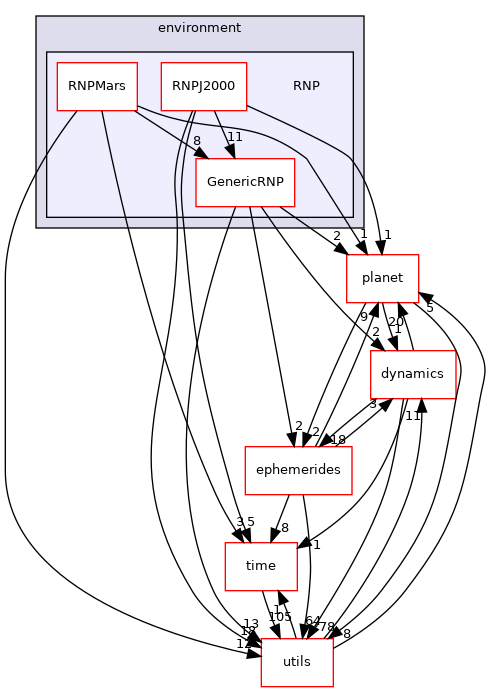 environment
RNPMars
RNPJ2000
RNP
8
11
GenericRNP
2
1
1
planet
9
20
1
5
2
dynamics
3
11
2
2
18
ephemerides
3
5
8
1
time
1
105
13
18
12
64
78
8
utils